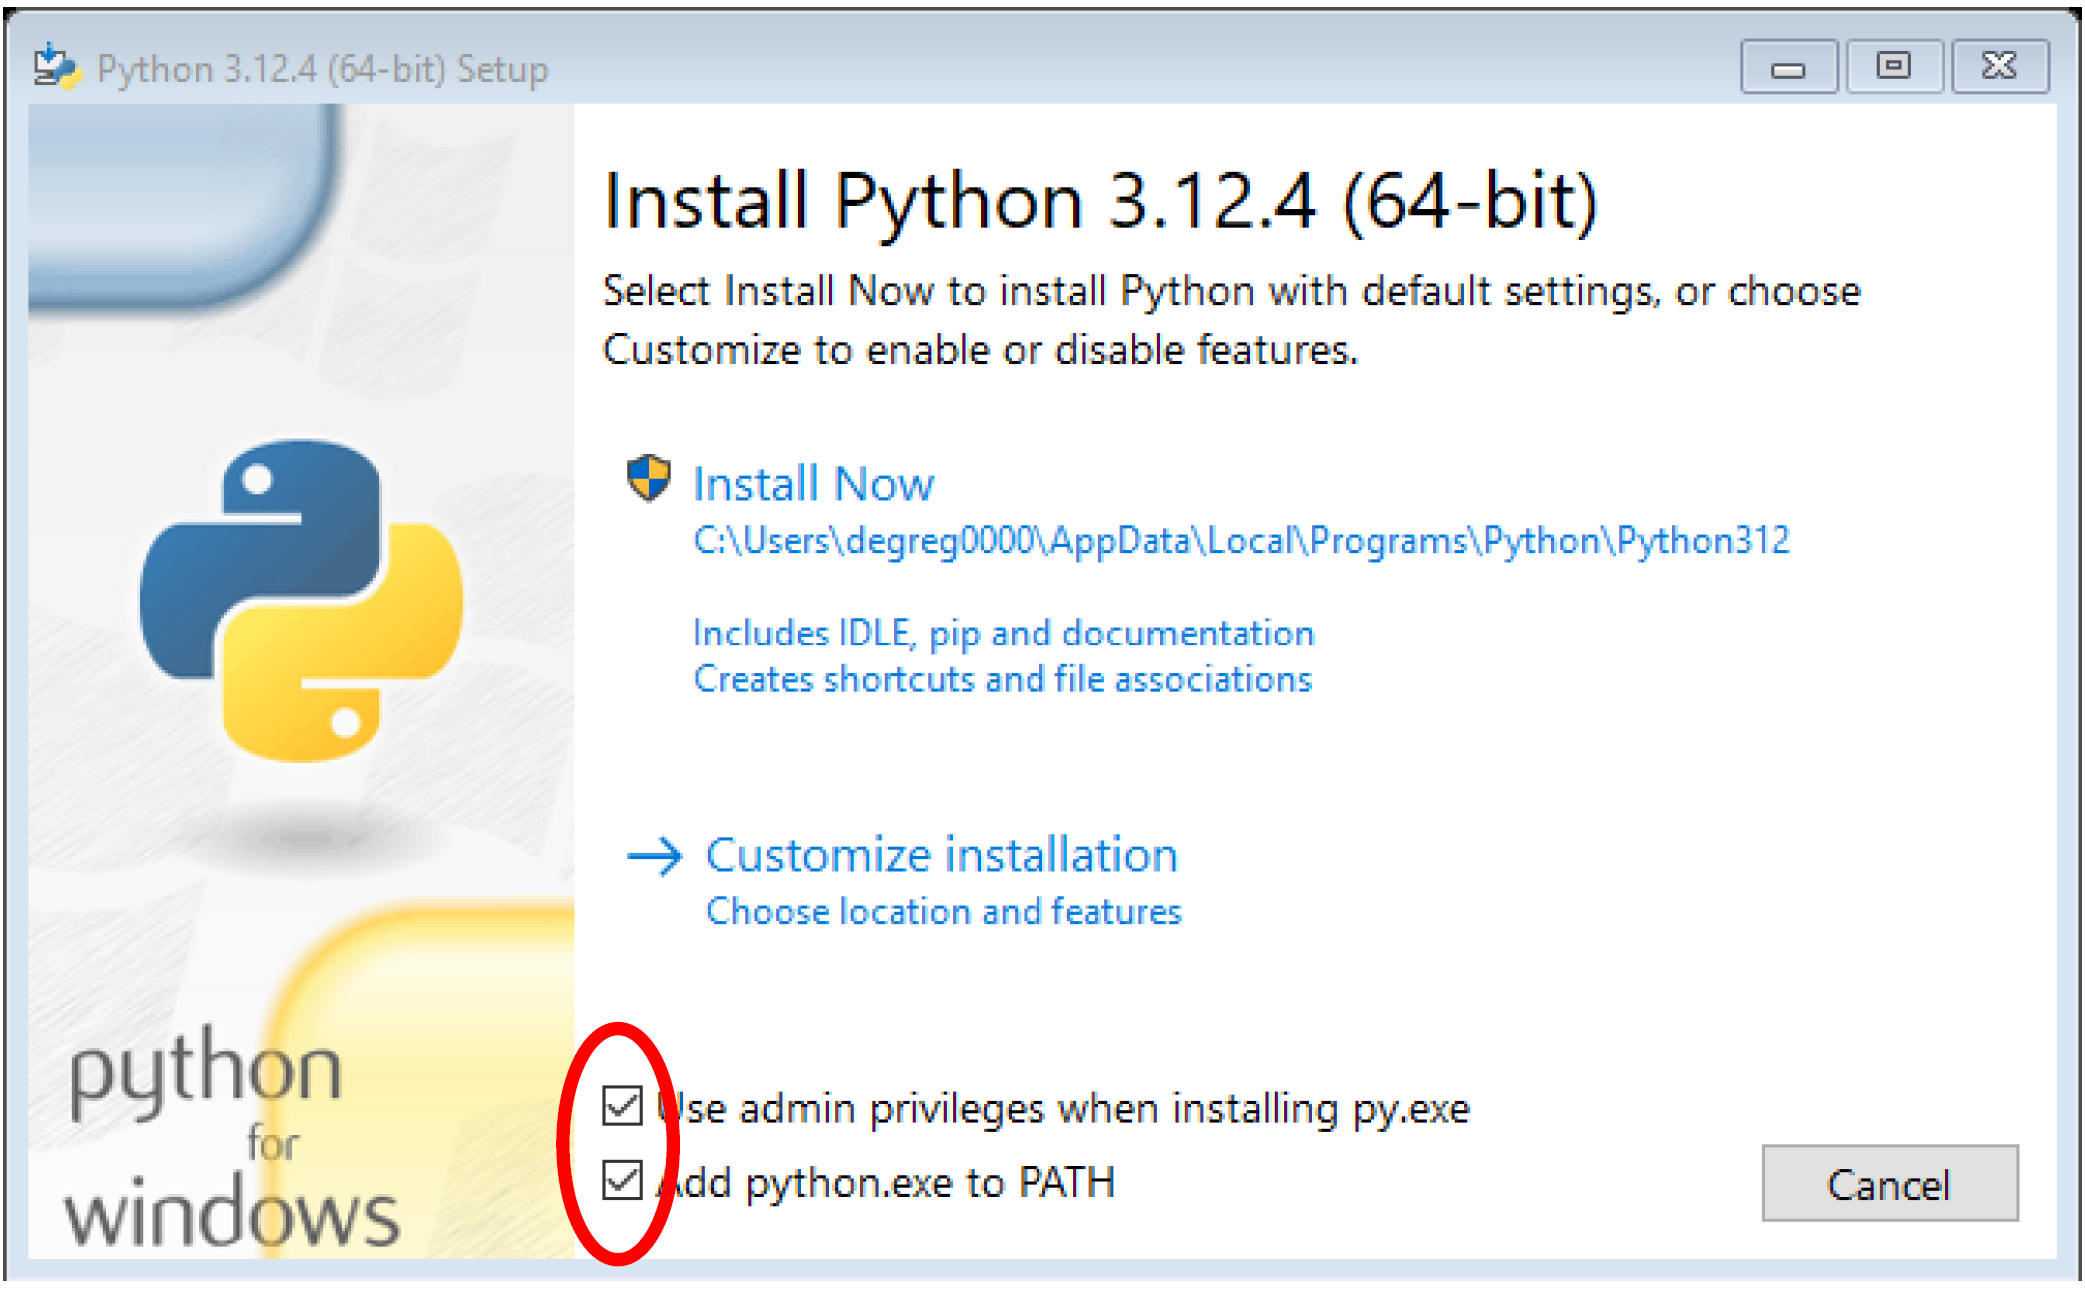 Python 3.12.4 (64-bit) Setup
Install Python 3.12.4 (64-bit)
Select Install Now to install Python with default settings, or choose
Customize to enable or disable features.
Install Now
C:\Users\degreg0000\AppData\Local\Programs\Python\Python312
Includes IDLE, pip and documentation
Creates shortcuts and file associations
Customize installation
Choose location and features
Use admin privileges when installing py.exe
Add python.exe to PATH
Cancel
python
for
windows